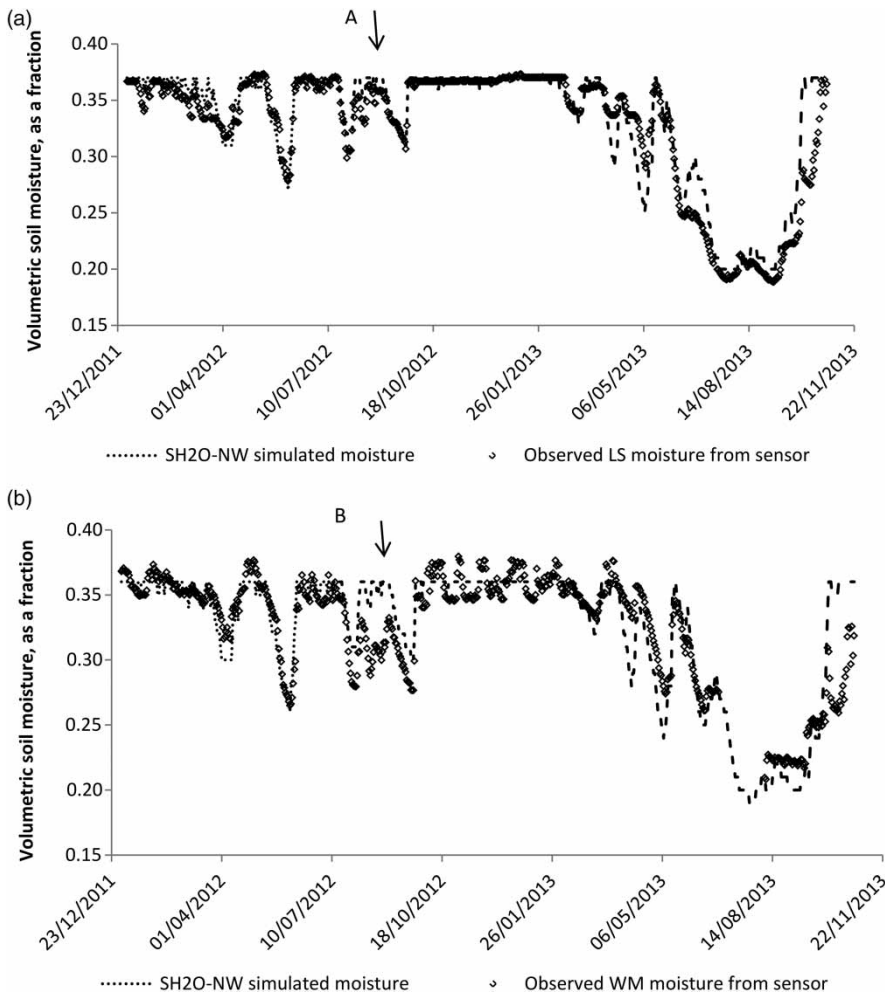 (a)
A
0.40
0.35
0.30
0.25
0.20
0.15
Volumetric soil moisture, as a fraction
23/12/2011
01/04/2012
10/07/2012
18/10/2012
26/01/2013
06/05/2013
14/08/2013
22/11/2013
SH2O-NW simulated moisture
Observed LS moisture from sensor
(b)
B
0.40
0.35
0.30
0.25
0.20
0.15
Volumetric soil moisture, as a fraction
23/12/2011
01/04/2012
10/07/2012
18/10/2012
26/01/2013
06/05/2013
14/08/2013
22/11/2013
SH2O-NW simulated moisture
Observed WM moisture from sensor